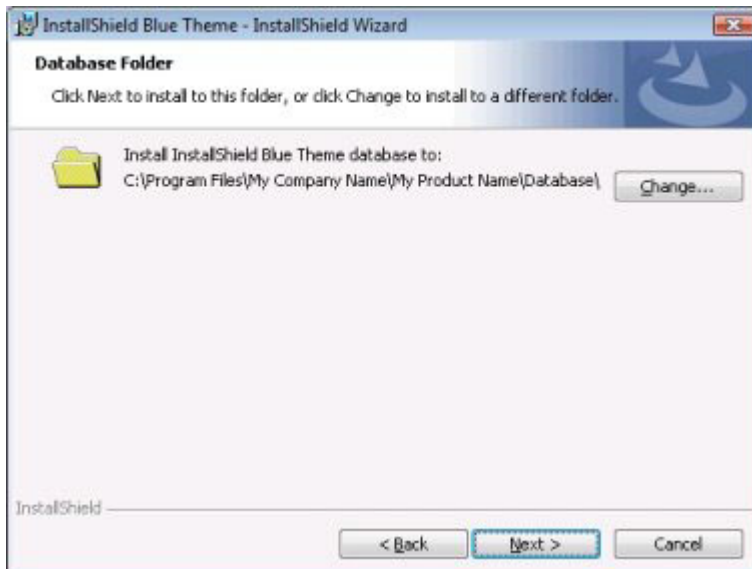 InstallShield Blue Theme - InstallShield Wizard
Database Folder
Click Next to install to this folder, or click Change to install to a different folder.
Install InstallShield Blue Theme database to:
C:\Program Files\My Company Name\My Product Name\Database\
Change...
InstallShield
< Back
Next >
Cancel